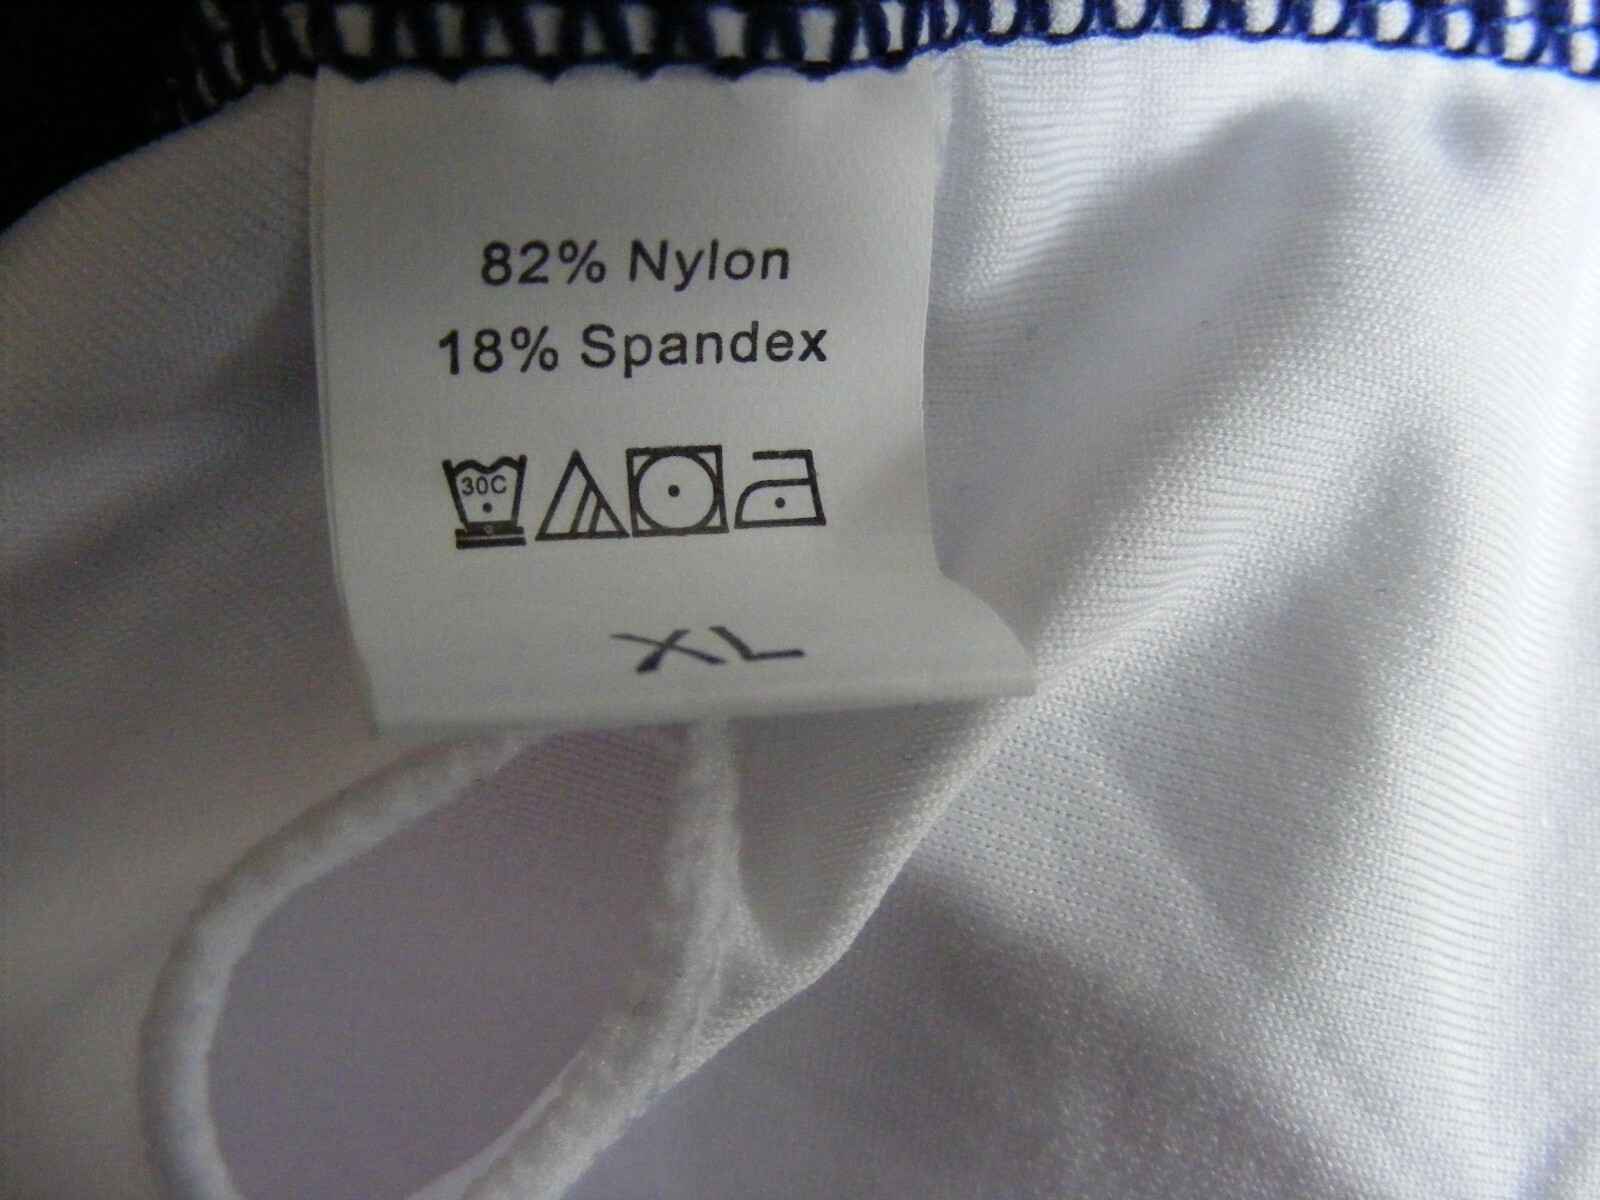 82% Nylon
18% Spandex
30C
XL